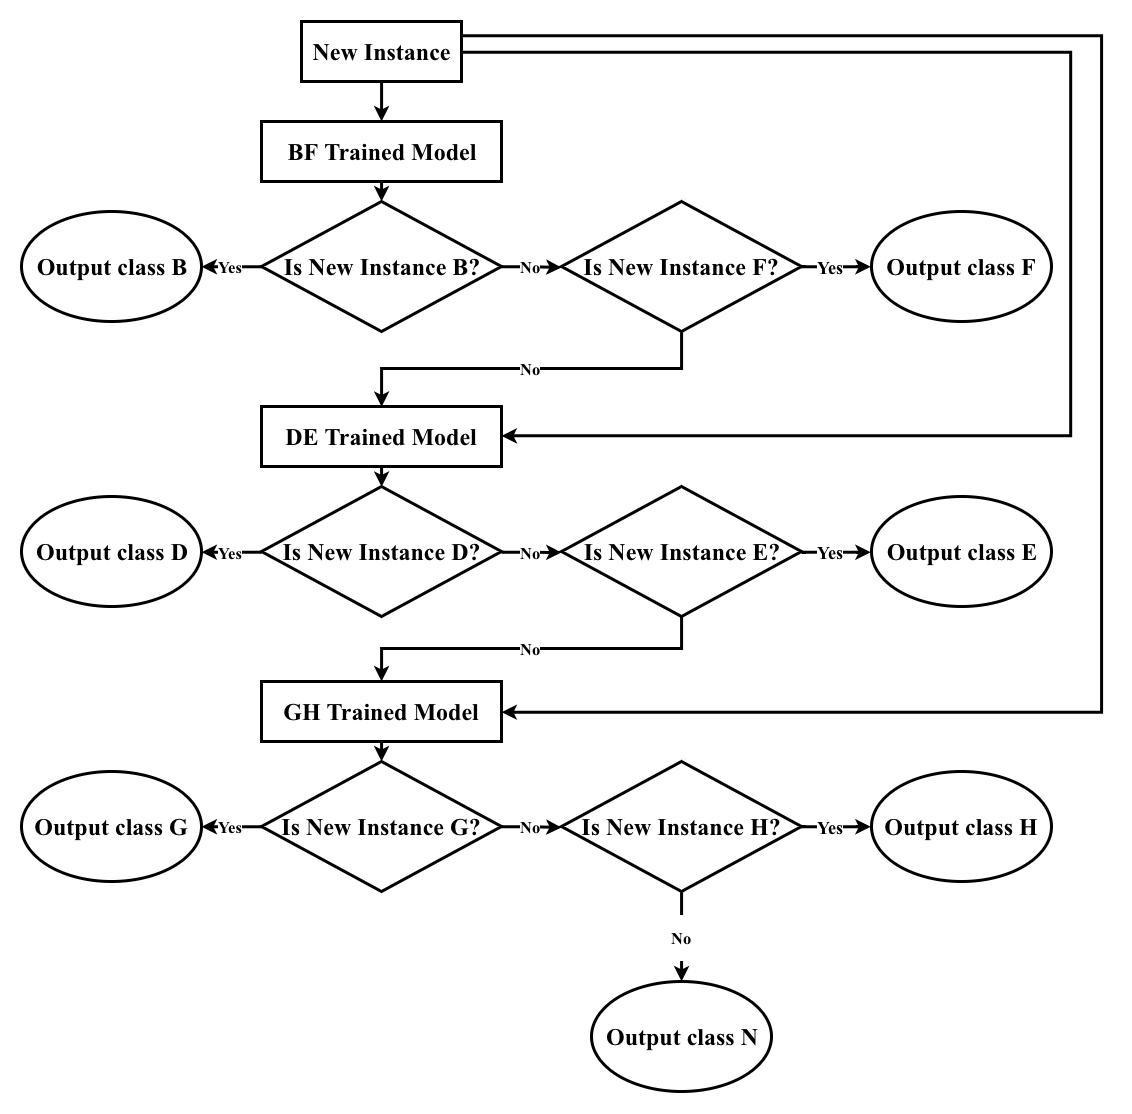 New Instance
BF Trained Model
Output class B
Yes
Is New Instance B?
No
Is New Instance F?
Yes
Output class F
No
DE Trained Model
Output class D
Yes
Is New Instance D?
No
Is New Instance E?
Yes
Output class E
No
GH Trained Model
Output class G
Yes
Is New Instance G?
No
Is New Instance H?
Yes
Output class H
No
Output class N